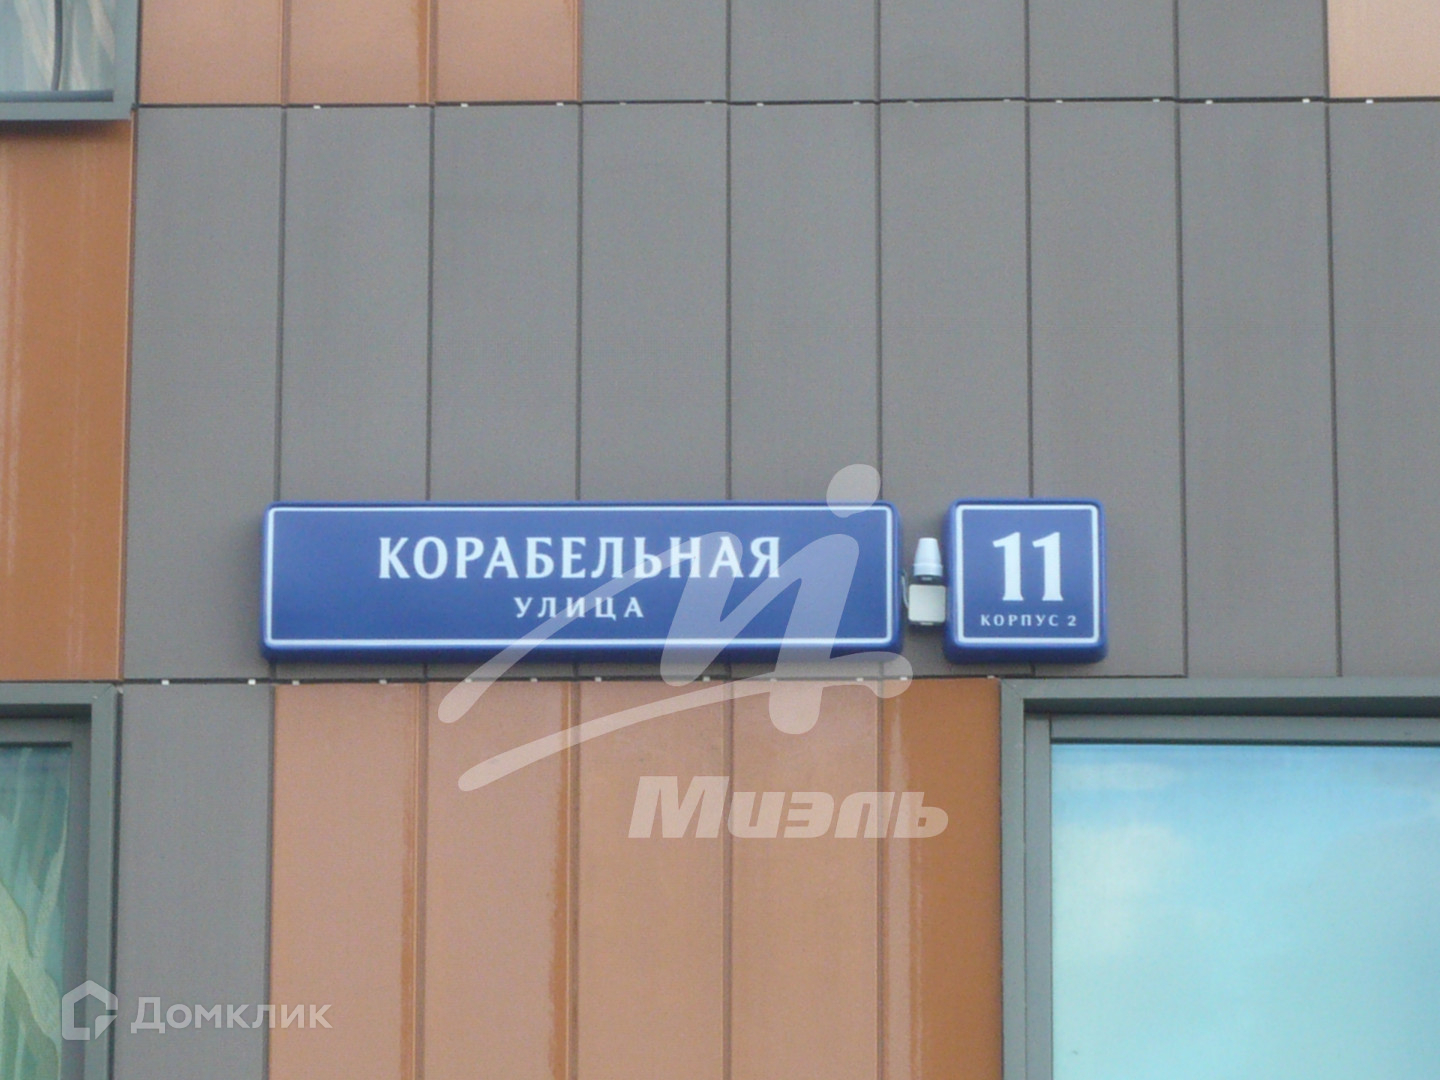 КОРАБЕЛЬНАЯ
УЛИЦА
11
КОРПУС 2
Миэль
Домклик